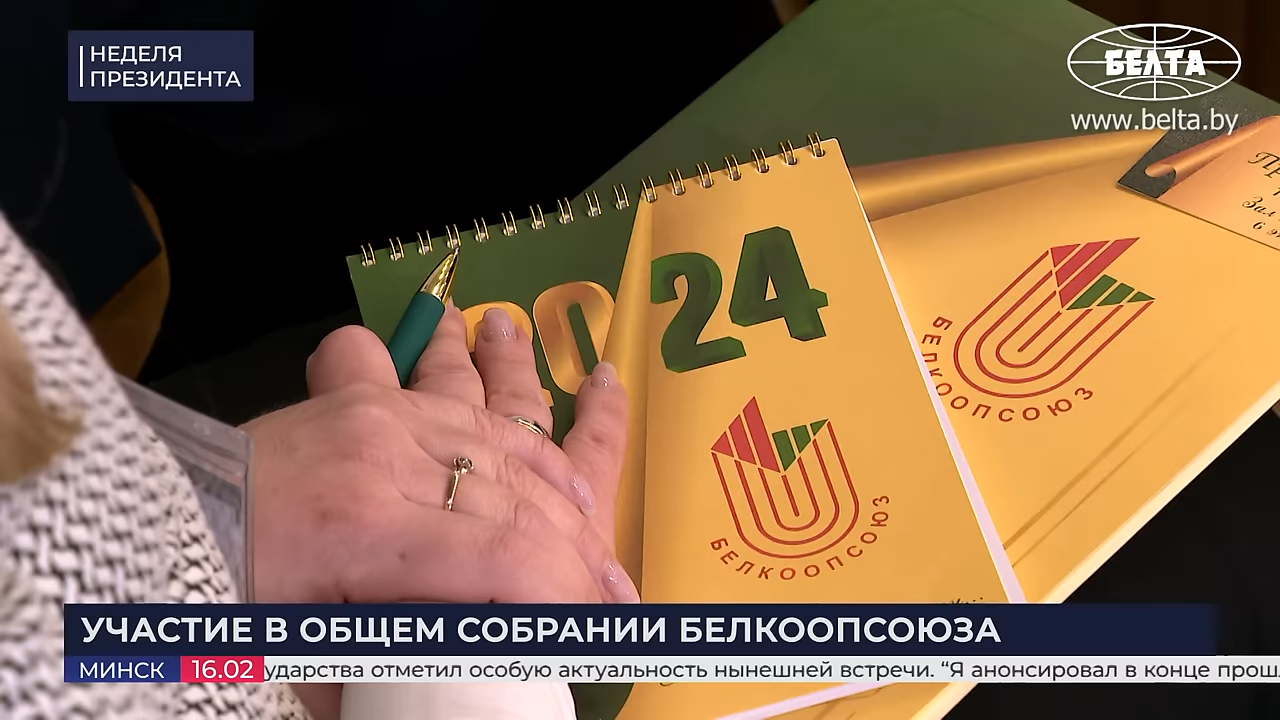 НЕДЕЛЯ
ПРЕЗИДЕНТА
БЕЛТА
www.belta.by
2024
БЕЛКООПСОЮЗ
БЕЛКООПСОЮЗ
УЧАСТИЕ В ОБЩЕМ СОБРАНИИ БЕЛКООПСОЮЗА
МИНСК 16.02 ударства отметил особую актуальность нынешней встречи. “Я анонсировал в конце прош